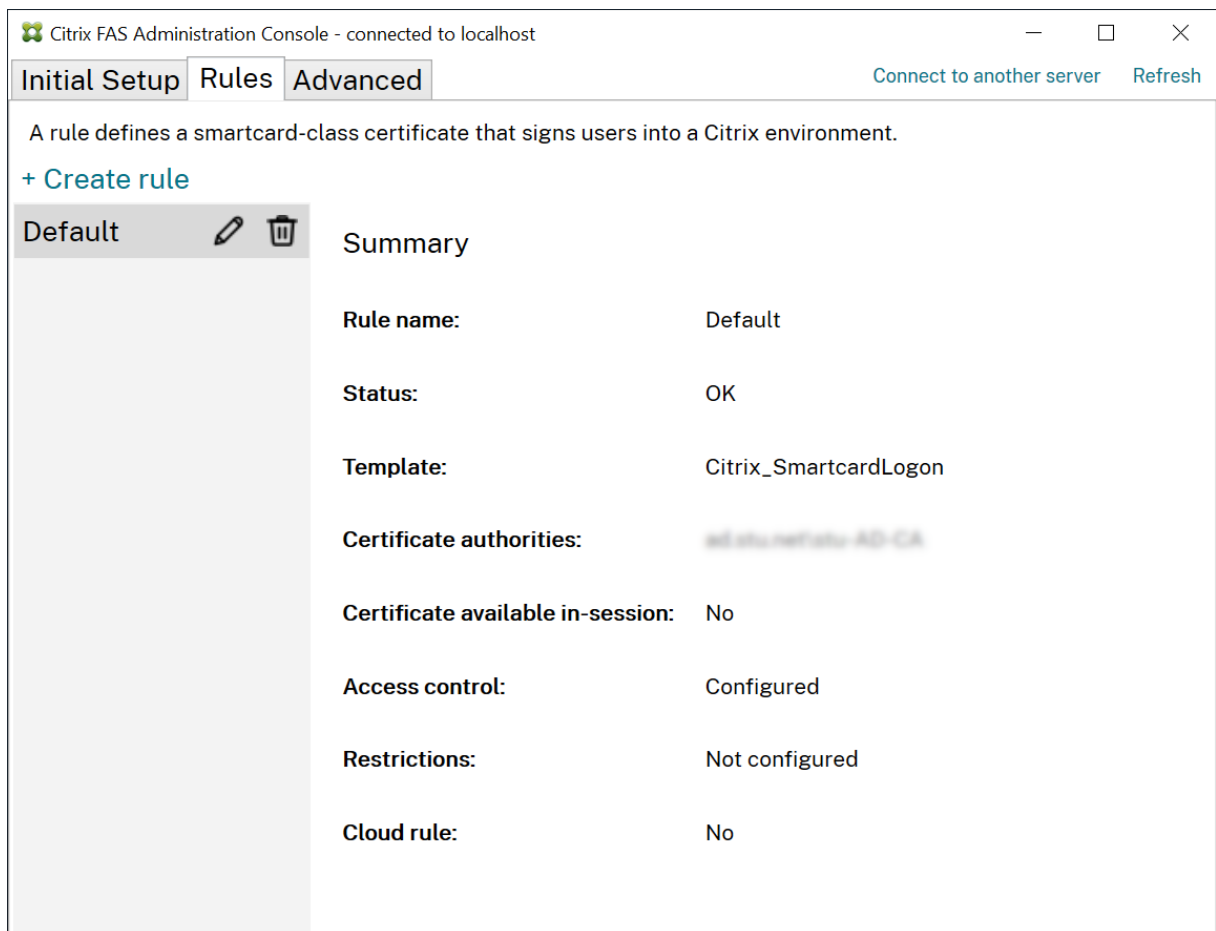 Citrix FAS Administration Console - connected to localhost
Initial Setup Rules Advanced Connect to another server Refresh
A rule defines a smartcard-class certificate that signs users into a Citrix environment.
+ Create rule
Default
Summary
Rule name: Default
Status: OK
Template: Citrix_SmartcardLogon
Certificate authorities:
Certificate available in-session: No
Access control: Configured
Restrictions: Not configured
Cloud rule: No